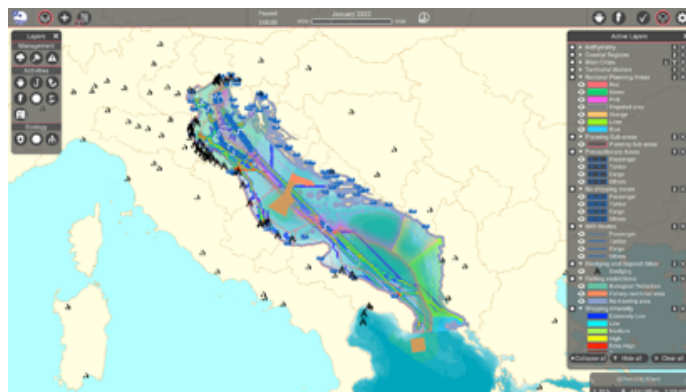 Paused
January 2022
Layers
Management
Activities
Ecology
Active Layers
Bathymetry
Coastal Regions
Main Cities
Territorial Waters
National Planning Areas
Red
Green
Pink
Disputed area
Orange
Lime
Blue
Planning Sub-areas
Planning Sub-areas
Precautionary Areas
Passenger
Tanker
Cargo
Others
No shipping zones
Passenger
Tanker
Cargo
Others
IMO Routes
Passenger
Tanker
Cargo
Others
Dredging and Deposit Sites
Dredging
Fishing restrictions
Biological Protection
Fishery restricted area
No-trawling area
Shipping Intensity
Extremely Low
Low
Medium
High
Extra High
Collapse all
Hide all
Clear all